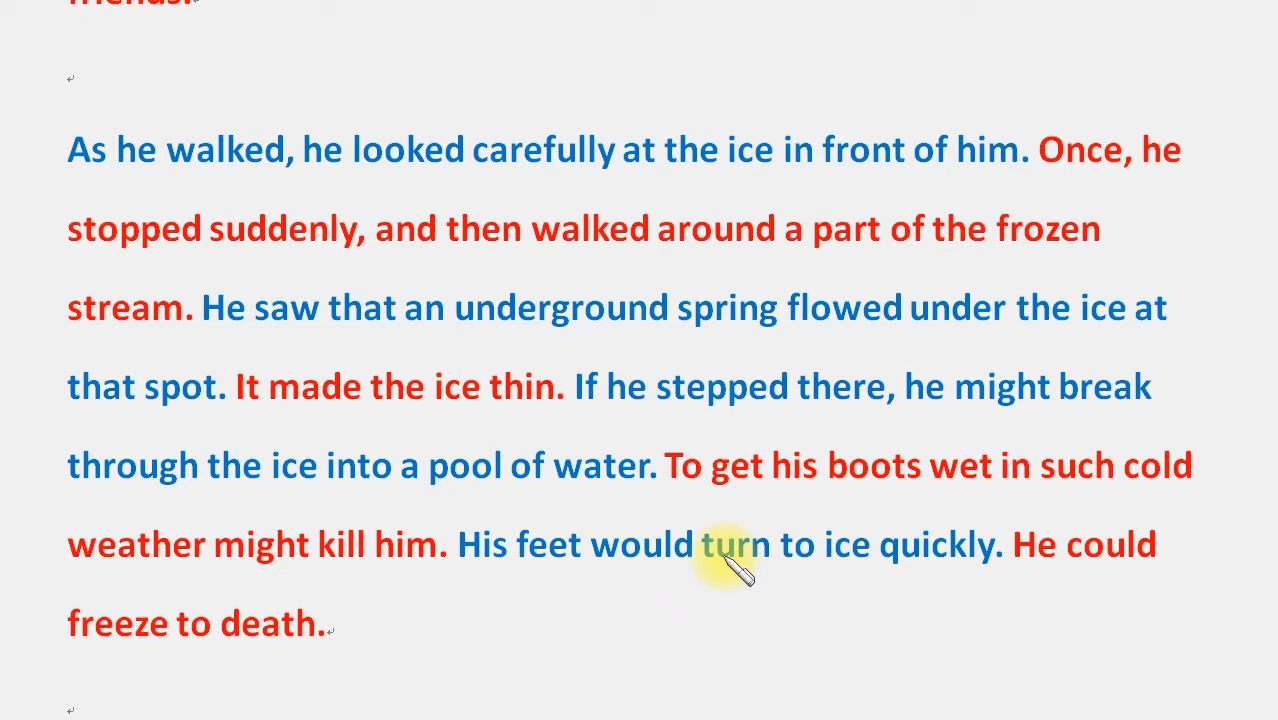 friends.
As he walked, he looked carefully at the ice in front of him. Once, he
stopped suddenly, and then walked around a part of the frozen
stream. He saw that an underground spring flowed under the ice at
that spot. It made the ice thin. If he stepped there, he might break
through the ice into a pool of water. To get his boots wet in such cold
weather might kill him. His feet would turn to ice quickly. He could
freeze to death.